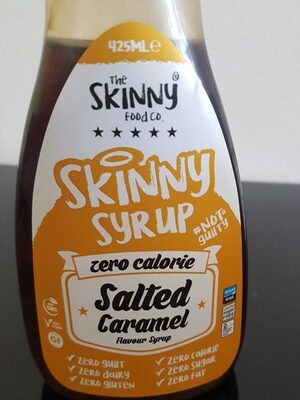 425ML℮
The
SKINNY
FOOD CO.
SKINNY
SYRUP
#NOT
guilty
zero calorie
Salted
Caramel
Flavour Syrup
GF
✓ ZERO GUILT ✓ ZERO CALORIE
✓ ZERO DAIRY ✓ ZERO SUGAR
✓ ZERO GLUTEN ✓ ZERO FAT